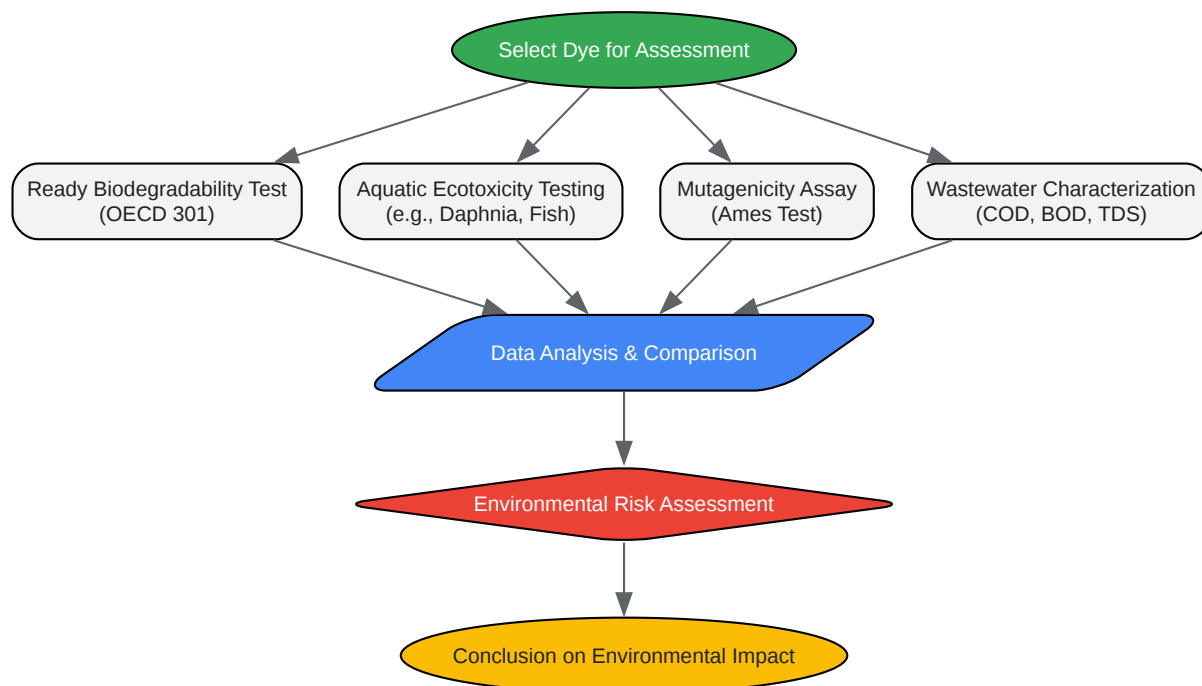 Select Dye for Assessment
Ready Biodegradability Test
(OECD 301)
Aquatic Ecotoxicity Testing
(e.g., Daphnia, Fish)
Mutagenicity Assay
(Ames Test)
Wastewater Characterization
(COD, BOD, TDS)
Data Analysis & Comparison
Environmental Risk Assessment
Conclusion on Environmental Impact